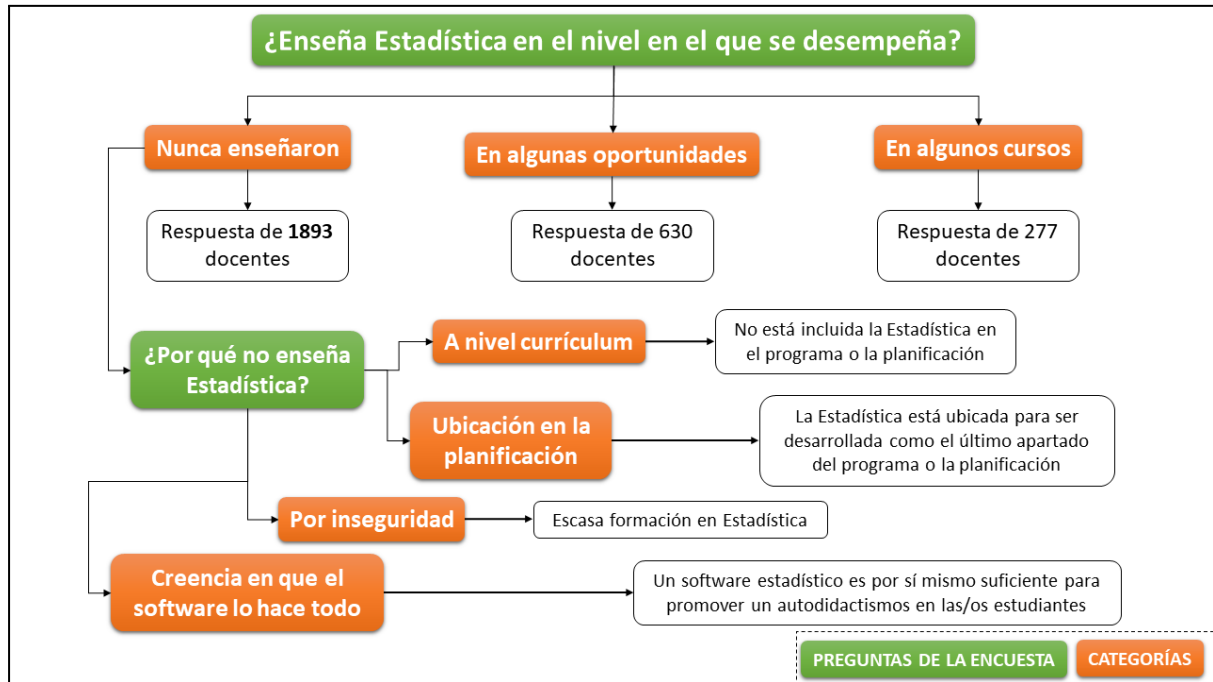 ¿Enseña Estadística en el nivel en el que se desempeña?
Nunca enseñaron
En algunas oportunidades
En algunos cursos
Respuesta de 1893
docentes
Respuesta de 630
docentes
Respuesta de 277
docentes
¿Por qué no enseña
Estadística?
A nivel currículum
No está incluida la Estadística en
el programa o la planificación
Ubicación en la
planificación
La Estadística está ubicada para ser
desarrollada como el último apartado
del programa o la planificación
Por inseguridad
Escasa formación en Estadística
Creencia en que el
software lo hace todo
Un software estadístico es por sí mismo suficiente para
promover un autodidactismos en las/os estudiantes
PREGUNTAS DE LA ENCUESTA
CATEGORÍAS